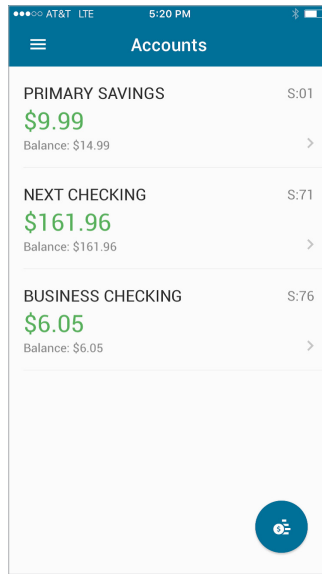 AT&T LTE 5:20 PM
Accounts
PRIMARY SAVINGS S:01
$9.99
Balance: $14.99
NEXT CHECKING S:71
$161.96
Balance: $161.96
BUSINESS CHECKING S:76
$6.05
Balance: $6.05